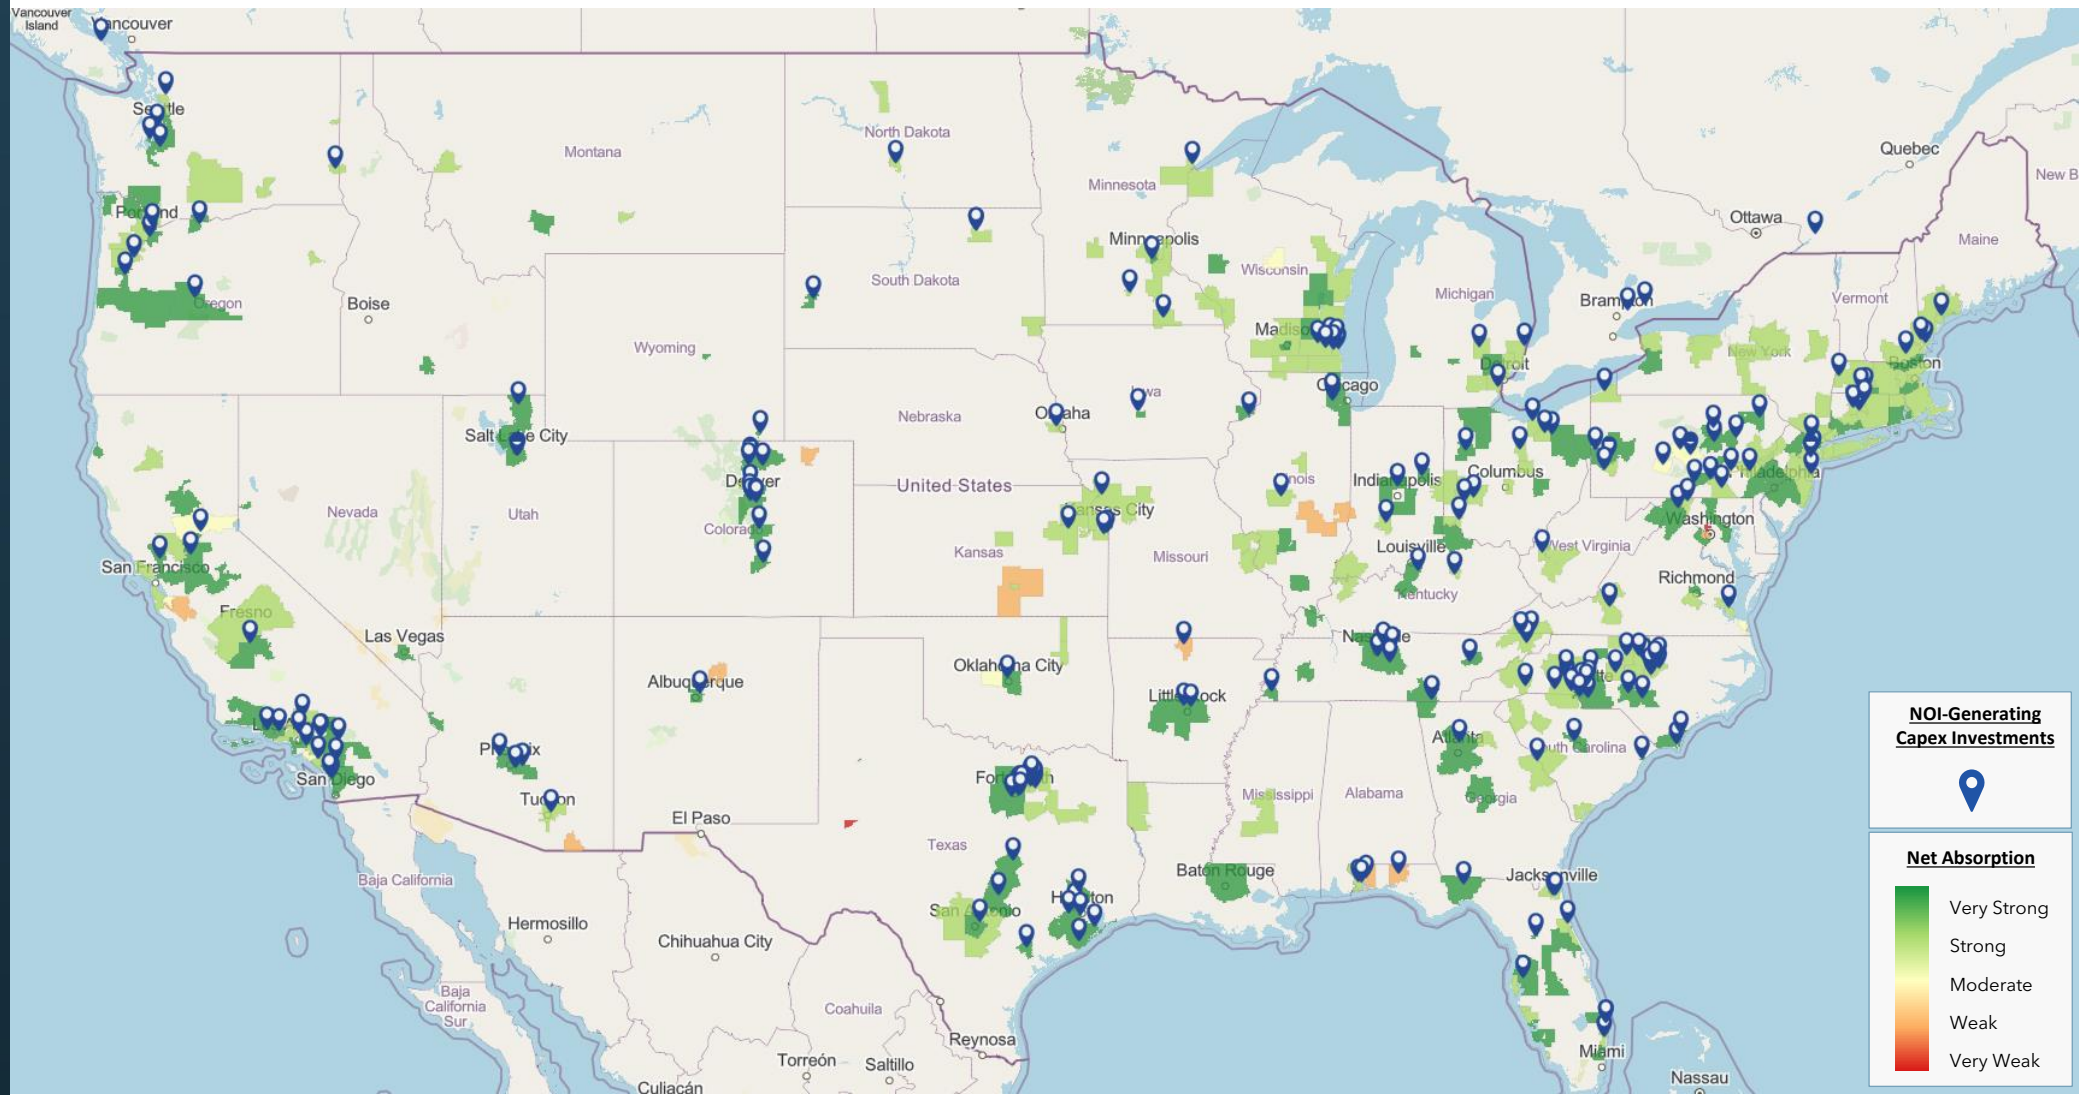 Vancouver
Island
Vancouver
Seattle
Portland
Oregon
Boise
Montana
North Dakota
South Dakota
Wyoming
Minnesota
Minneapolis
Wisconsin
Madison
Michigan
Detroit
Chicago
Iowa
Omaha
Nebraska
Quebec
New B
Ottawa
Maine
Vermont
Brampton
New York
Boston
Salt Lake City
Nevada
Utah
Denver
Colorado
United States
Kansas City
Kansas
Missouri
Illinois
Indianapolis
Columbus
Philadelphia
Washington
West Virginia
Louisville
Kentucky
Richmond
San Francisco
Fresno
Las Vegas
Albuquerque
Oklahoma City
Little Rock
Nashville
San Diego
Phoenix
Tucson
El Paso
Texas
Mississippi
Alabama
Atlanta
Georgia
South Carolina
Baton Rouge
Jacksonville
San Antonio
Houston
Miami
Nassau
Baja California
Hermosillo
Chihuahua City
Baja
California
Sur
Coahuila
Reynosa
Torreón
Saltillo
Culiacán
NOI-Generating
Capex Investments
Net Absorption
Very Strong
Strong
Moderate
Weak
Very Weak